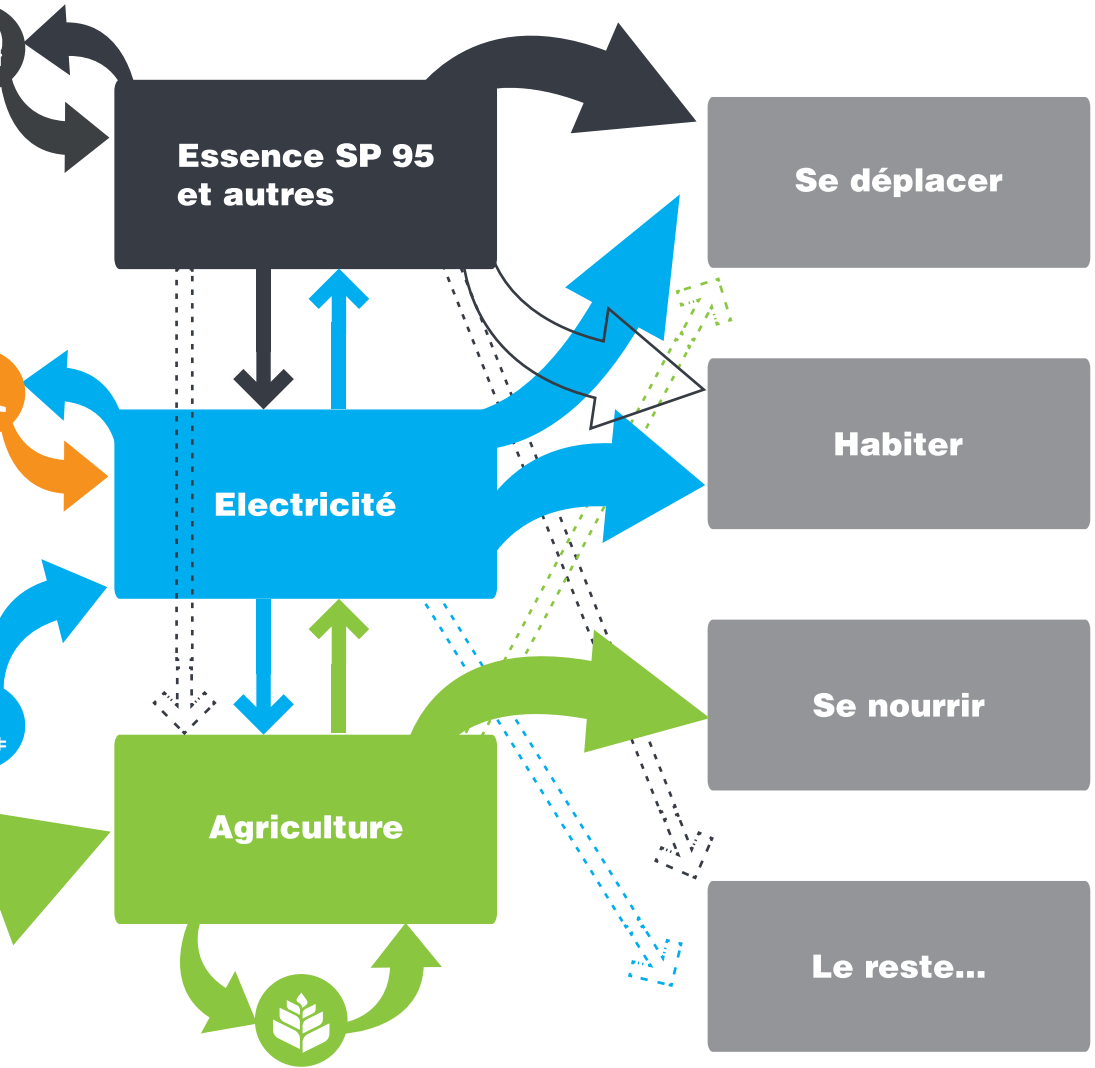 Essence SP 95
et autres
Se déplacer
Habiter
Electricité
Se nourrir
Agriculture
Le reste...